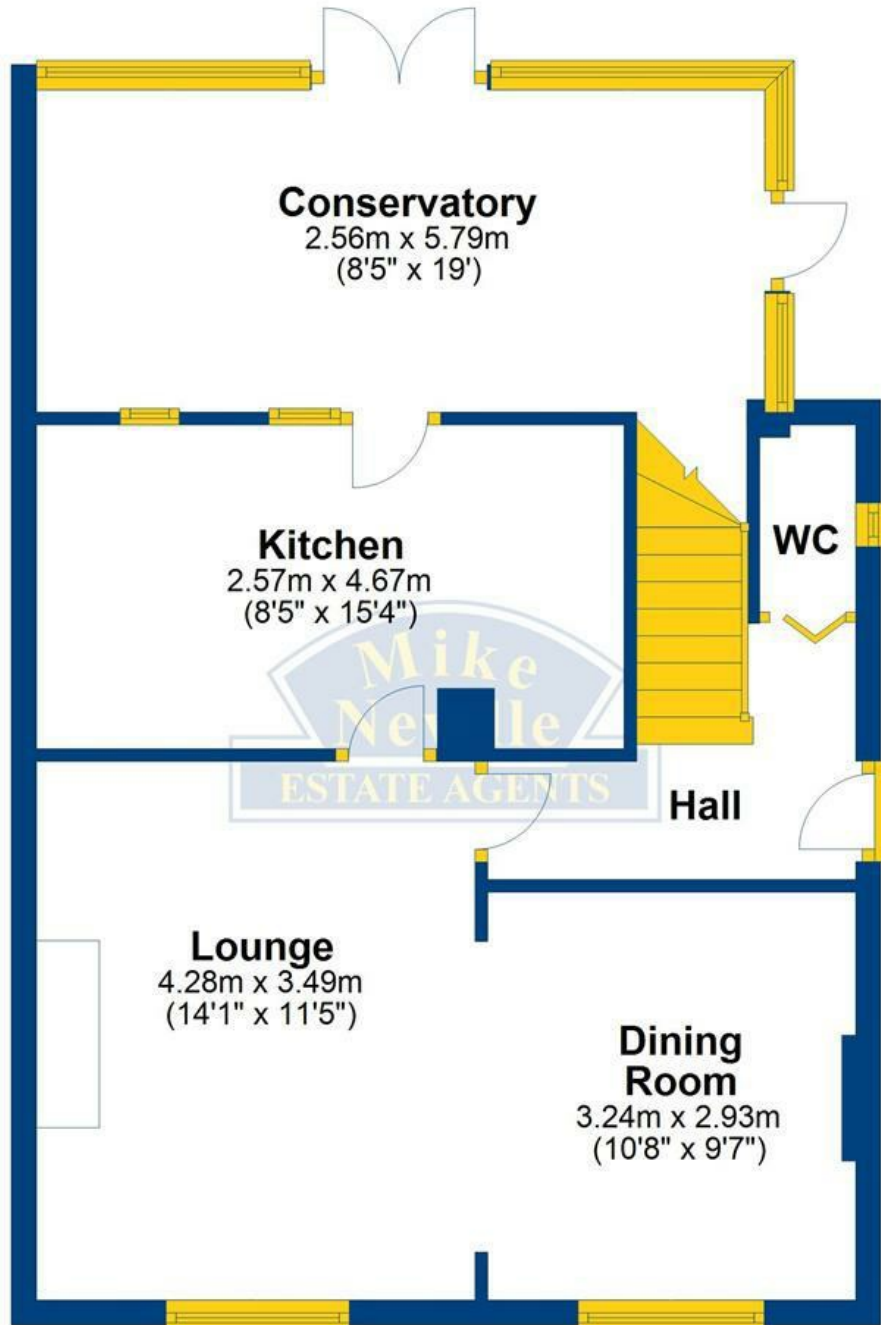 Conservatory
2.56m x 5.79m
(8'5" x 19')
Kitchen
2.57m x 4.67m
(8'5" x 15'4")
WC
Mike
Neville
ESTATE AGENTS
Hall
Lounge
4.28m x 3.49m
(14'1" x 11'5")
Dining
Room
3.24m x 2.93m
(10'8" x 9'7")